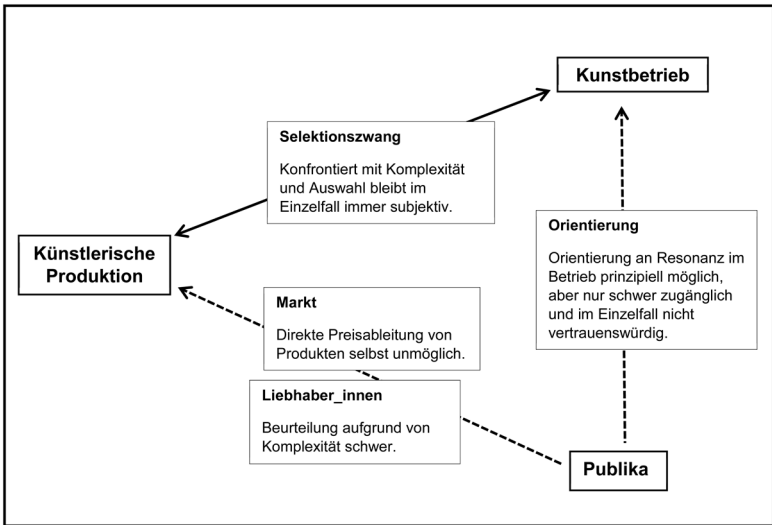 Kunstbetrieb
Selektionszwang
Konfrontiert mit Komplexität
und Auswahl bleibt im
Einzelfall immer subjektiv.
Künstlerische
Produktion
Orientierung
Orientierung an Resonanz im
Betrieb prinzipiell möglich,
aber nur schwer zugänglich
und im Einzelfall nicht
vertrauenswürdig.
Markt
Direkte Preisableitung von
Produkten selbst unmöglich.
Liebhaber_innen
Beurteilung aufgrund von
Komplexität schwer.
Publika